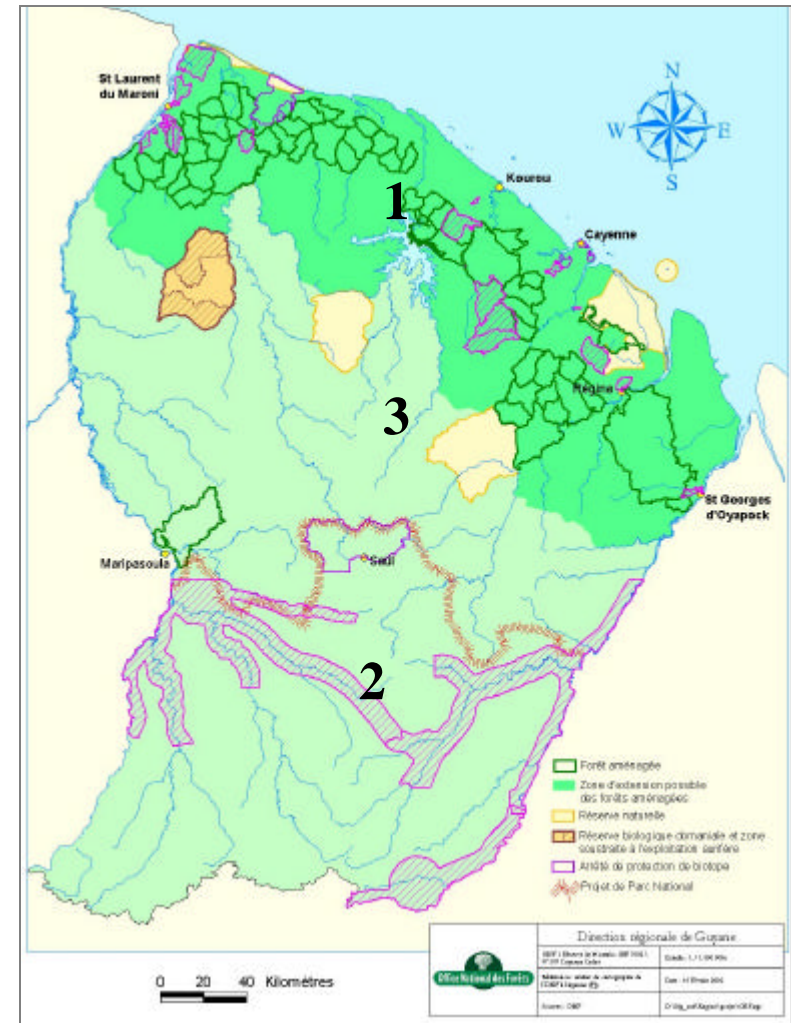 St Laurent
du Maroni
N
W
E
S
Kourou
1
Cayenne
Régina
3
St Georges
d'Oyapock
Maripasoula
Saül
2
Forêt aménagée
Zone d'extension possible
des forêts aménagées
Réserve naturelle
Réserve biologique domaniale et zone
soustraite à l'exploitation aurifère
Arrêté de protection de biotope
Projet de Parc National
0 20 40 Kilomètres
Office National des Forêts
Direction régionale de Guyane